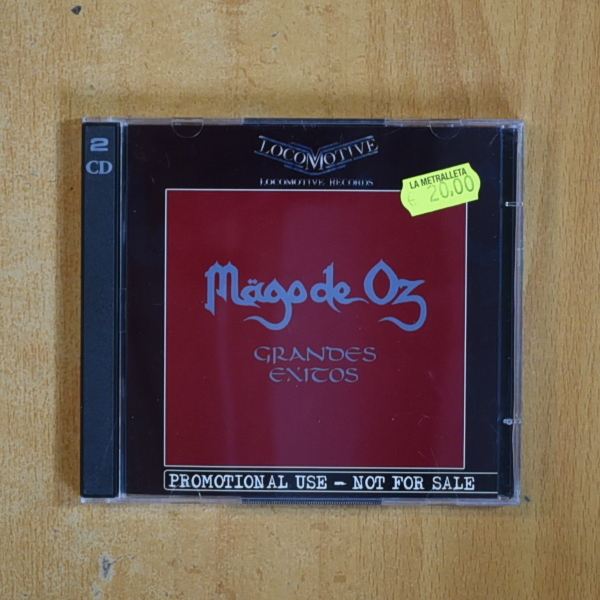 2
CD
LOCOMOTIVE
LOCOMOTIVE RECORDS
LA METRALLETA
€ 20,00
Mägo de Oz
GRANDES
EXITOS
PROMOTIONAL USE - NOT FOR SALE